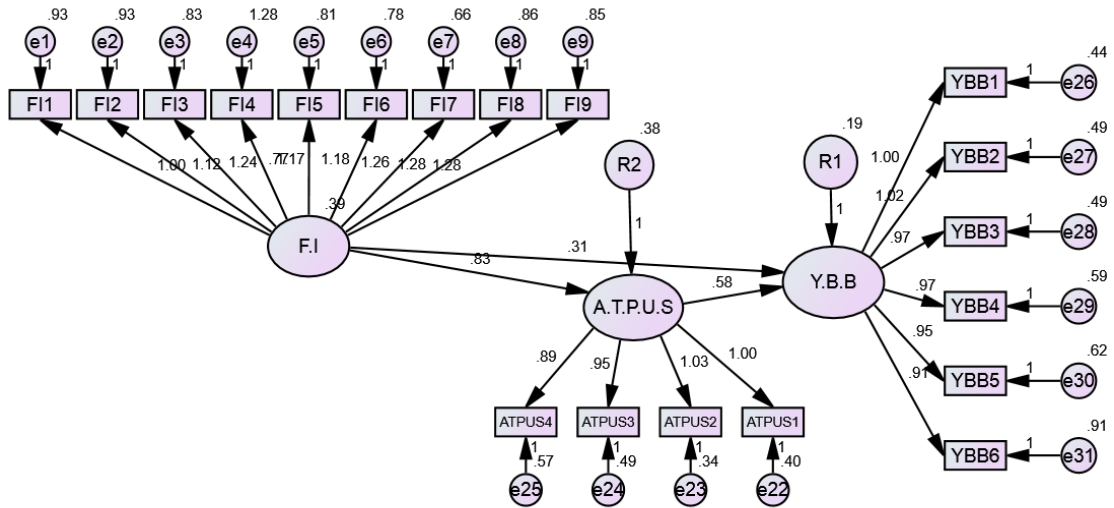 .93 .93 .83 1.28 .81 .78 .66 .86 .85
e1 e2 e3 e4 e5 e6 e7 e8 e9
1 1 1 1 1 1 1 1 1
FI1 FI2 FI3 FI4 FI5 FI6 FI7 FI8 FI9
1.00 1.12 1.24 .77 1.17 1.18 1.26 1.28 1.28
.39
F.I
.38
R2
1
.19
R1
1
.31
.83
.58
A.T.P.U.S
Y.B.B
.89 .95 1.03 1.00
ATPUS4 ATPUS3 ATPUS2 ATPUS1
1 1 1 1
.57 .49 .34 .40
e25 e24 e23 e22
1.00 YBB1 1 e26 .44
1.02 YBB2 1 e27 .49
.97 YBB3 1 e28 .49
.97 YBB4 1 e29 .59
.95 YBB5 1 e30 .62
.91 YBB6 1 e31 .91